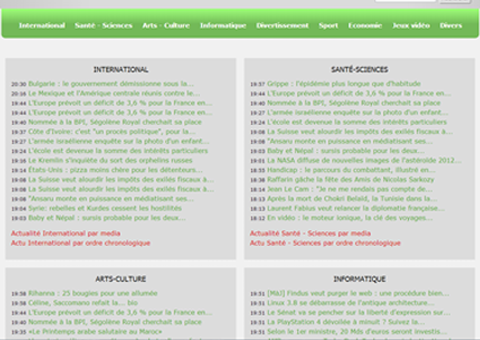 International Santé - Sciences Arts - Culture Informatique Divertissement Sport Economie Jeux vidéo Divers
INTERNATIONAL
20:30 Bulgarie : le gouvernement démissionne sous la...
20:16 Le Mexique et l'Amérique centrale réunis contre le...
19:44 L'Europe prévoit un déficit de 3,6 % pour la France en...
19:44 L'Europe prévoit un déficit de 3,6 % pour la France en...
19:40 Nommée à la BPI, Ségolène Royal cherchait sa place
19:37 Côte d'Ivoire: c'est "un procès politique", pour la...
19:27 L'armée israélienne enquête sur la photo d'un enfant...
19:24 L'école est devenue la somme des intérêts particuliers
19:16 Le Kremlin s'inquiète du sort des orphelins russes
19:14 États-Unis : pizza moins chère pour les détenteurs...
19:08 La Suisse veut alourdir les impôts des exilés fiscaux à...
19:08 La Suisse veut alourdir les impôts des exilés fiscaux à...
19:08 "Ansaru monte en puissance en médiatisant ses...
19:04 Syrie: rebelles et Kurdes cessent les hostilités
19:03 Baby et Népal : sursis probable pour les deux...
Actualité International par media
Actu International par ordre chronologique
SANTÉ-SCIENCES
19:57 Grippe : l'épidémie plus longue que d'habitude
19:44 L'Europe prévoit un déficit de 3,6 % pour la France en...
19:40 Nommée à la BPI, Ségolène Royal cherchait sa place
19:27 L'armée israélienne enquête sur la photo d'un enfant...
19:24 L'école est devenue la somme des intérêts particuliers
19:08 La Suisse veut alourdir les impôts des exilés fiscaux à...
19:08 "Ansaru monte en puissance en médiatisant ses...
19:03 Baby et Népal : sursis probable pour les deux...
19:01 La NASA diffuse de nouvelles images de l'astéroïde 2012...
18:55 Handicap : le parcours du combattant, illustré en...
18:36 Raffarin gâche la fête des Amis de Nicolas Sarkozy
18:14 Jean Le Cam : "Je ne me rendais pas compte de...
18:13 Après la mort de Chokri Belaïd, la Tunisie dans la...
18:13 Laurent Fabius veut relancer la diplomatie française...
18:12 En vidéo : le moteur ionique, la clé des voyages...
Actualité Santé - Sciences par media
Actu Santé - Sciences par ordre chronologique
ARTS-CULTURE
19:58 Rihanna : 25 bougies pour une allumée
19:58 Céline, Saccomano refait la... bio
19:44 L'Europe prévoit un déficit de 3,6 % pour la France en...
19:40 Nommée à la BPI, Ségolène Royal cherchait sa place
19:35 «Le Printemps arabe salutaire au Maroc»
INFORMATIQUE
19:51 [MàJ] Findus veut purger le web : une procédure bien...
19:51 Linux 3.8 se débarrasse de l'antique architecture...
19:51 Le Sénat va se pencher sur la liberté d'expression sur...
19:51 La PlayStation 4 dévoilée à minuit ? Suivez la...
19:51 Selon le 1er ministre, 20 Mds d'euros seront investis...